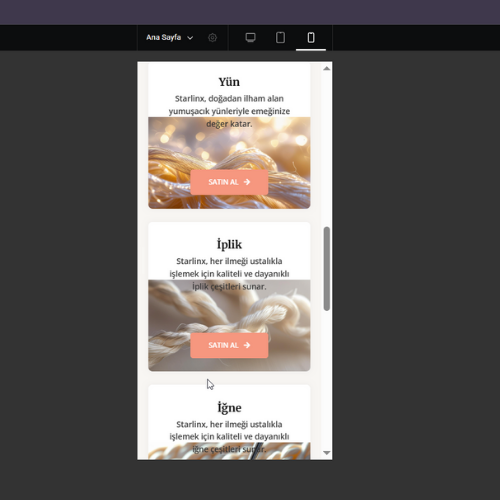 Ana Sayfa
Yün
Starlinx, doğadan ilham alan
yumuşacık yünleriyle emeğinize
değer katar.
SATIN AL
İplik
Starlinx, her ilmeği ustalıkla
işlemek için kaliteli ve dayanıklı
iplik çeşitleri sunar.
SATIN AL
İğne
Starlinx, her ilmeği ustalıkla
işlemek için kaliteli ve dayanıklı
iğne çeşitleri sunar.